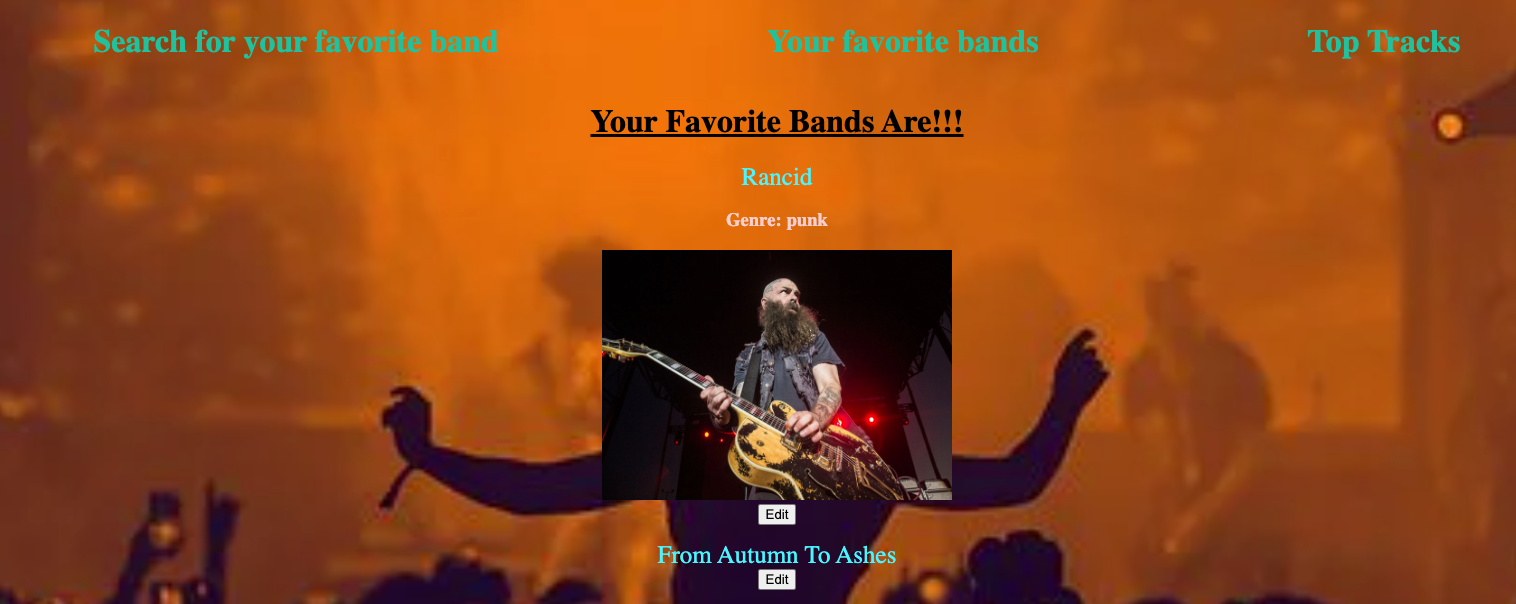 Search for your favorite band Your favorite bands Top Tracks
Your Favorite Bands Are!!!
Rancid
Genre: punk
Edit
From Autumn To Ashes
Edit